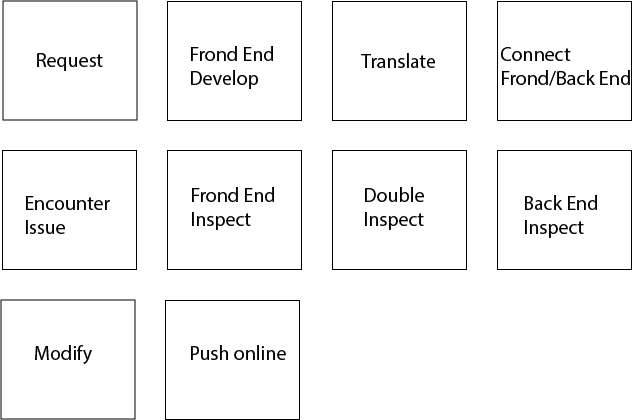 Request
Frond End
Develop
Translate
Connect
Frond/Back End
Encounter
Issue
Frond End
Inspect
Double
Inspect
Back End
Inspect
Modify
Push online